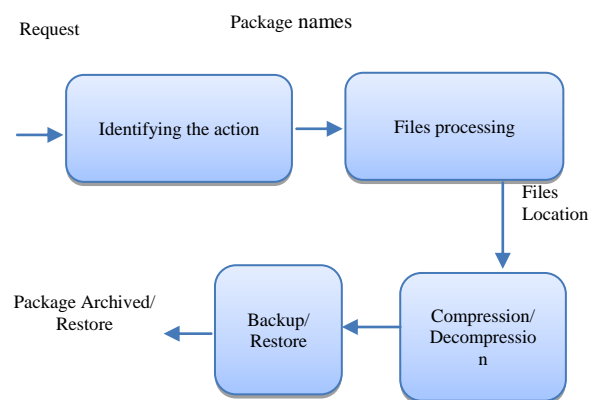 Request
Package names
Identifying the action
Files processing
Files
Location
Compression/
Decompressio
n
Backup/
Restore
Package Archived/
Restore